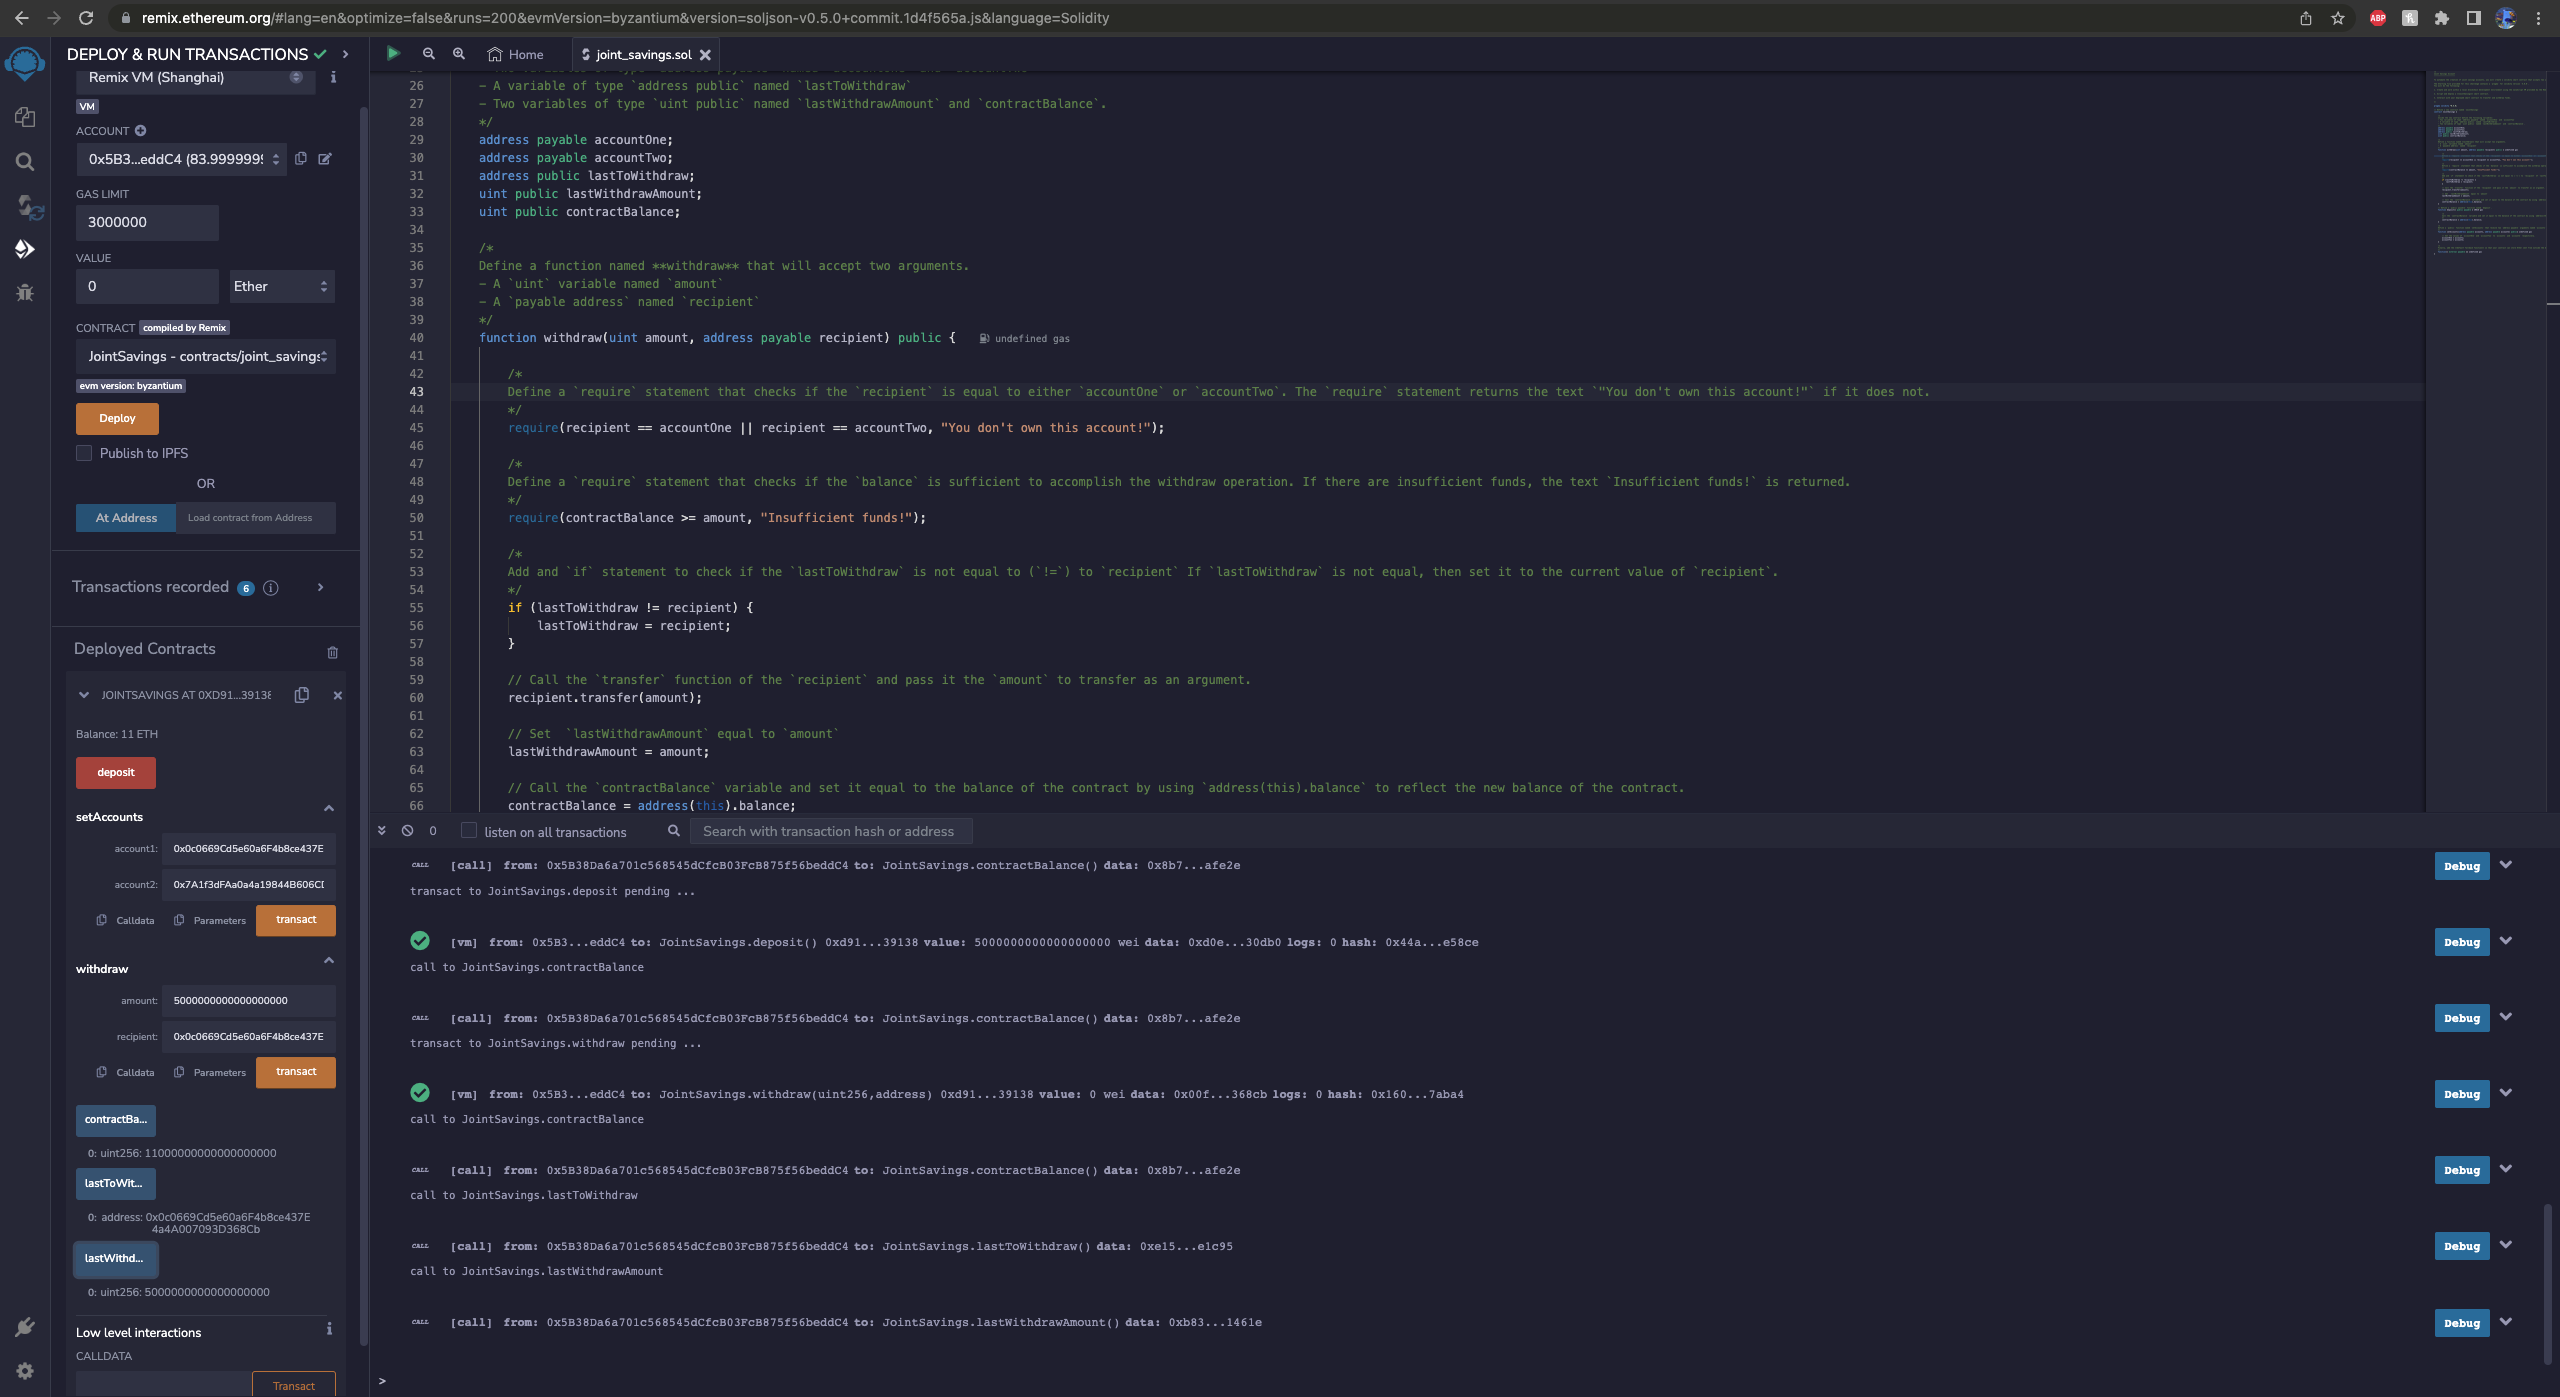 remix.ethereum.org/#lang=en&optimize=false&runs=200&evmVersion=byzantium&version=soljson-v0.5.0+commit.1d4f565a.js&language=Solidity
ABP
DEPLOY & RUN TRANSACTIONS
Remix VM (Shanghai)
VM
ACCOUNT
0x5B3...eddC4 (83.9999999
GAS LIMIT
3000000
VALUE
0
Ether
CONTRACT compiled by Remix
JointSavings - contracts/joint_savings
evm version: byzantium
Deploy
Publish to IPFS
OR
At Address Load contract from Address
Transactions recorded 6
Deployed Contracts
JOINTSAVINGS AT 0XD91...39138
Balance: 11 ETH
deposit
setAccounts
account1: 0x0c0669Cd5e60a6F4b8ce437E
account2: 0x7A1f3dFAa0a4a19844B606CD
Calldata Parameters transact
withdraw
amount: 5000000000000000000
recipient: 0x0c0669Cd5e60a6F4b8ce437E
Calldata Parameters transact
contractBa...
0: uint256: 11000000000000000000
lastToWit...
0: address: 0x0c0669Cd5e60a6F4b8ce437E
4a4A007093D368Cb
lastWithd...
0: uint256: 5000000000000000000
Low level interactions
CALLDATA
Transact
Home
joint_savings.sol
26 - A variable of type `address public` named `lastToWithdraw`
27 - Two variables of type `uint public` named `lastWithdrawAmount` and `contractBalance`.
28 */
29 address payable accountOne;
30 address payable accountTwo;
31 address public lastToWithdraw;
32 uint public lastWithdrawAmount;
33 uint public contractBalance;
34
35 /*
36 Define a function named **withdraw** that will accept two arguments.
37 - A `uint` variable named `amount`
38 - A `payable address` named `recipient`
39 */
40 function withdraw(uint amount, address payable recipient) public { undefined gas
41
42 /*
43 Define a `require` statement that checks if the `recipient` is equal to either `accountOne` or `accountTwo`. The `require` statement returns the text `"You don't own this account!"` if it does not.
44 */
45 require(recipient == accountOne || recipient == accountTwo, "You don't own this account!");
46
47 /*
48 Define a `require` statement that checks if the `balance` is sufficient to accomplish the withdraw operation. If there are insufficient funds, the text `Insufficient funds!` is returned.
49 */
50 require(contractBalance >= amount, "Insufficient funds!");
51
52 /*
53 Add and `if` statement to check if the `lastToWithdraw` is not equal to (`!=`) to `recipient` If `lastToWithdraw` is not equal, then set it to the current value of `recipient`.
54 */
55 if (lastToWithdraw != recipient) {
56 lastToWithdraw = recipient;
57 }
58
59 // Call the `transfer` function of the `recipient` and pass it the `amount` to transfer as an argument.
60 recipient.transfer(amount);
61
62 // Set  `lastWithdrawAmount` equal to `amount`
63 lastWithdrawAmount = amount;
64
65 // Call the `contractBalance` variable and set it equal to the balance of the contract by using `address(this).balance` to reflect the new balance of the contract.
66 contractBalance = address(this).balance;
0 listen on all transactions Search with transaction hash or address
CALL [call] from: 0x5B38Da6a701c568545dCfcB03FcB875f56beddC4 to: JointSavings.contractBalance() data: 0x8b7...afe2e Debug
transact to JointSavings.deposit pending ...
[vm] from: 0x5B3...eddC4 to: JointSavings.deposit() 0xd91...39138 value: 5000000000000000000 wei data: 0xd0e...30db0 logs: 0 hash: 0x44a...e58ce Debug
call to JointSavings.contractBalance
CALL [call] from: 0x5B38Da6a701c568545dCfcB03FcB875f56beddC4 to: JointSavings.contractBalance() data: 0x8b7...afe2e Debug
transact to JointSavings.withdraw pending ...
[vm] from: 0x5B3...eddC4 to: JointSavings.withdraw(uint256,address) 0xd91...39138 value: 0 wei data: 0x00f...368cb logs: 0 hash: 0x160...7aba4 Debug
call to JointSavings.contractBalance
CALL [call] from: 0x5B38Da6a701c568545dCfcB03FcB875f56beddC4 to: JointSavings.contractBalance() data: 0x8b7...afe2e Debug
call to JointSavings.lastToWithdraw
CALL [call] from: 0x5B38Da6a701c568545dCfcB03FcB875f56beddC4 to: JointSavings.lastToWithdraw() data: 0xe15...e1c95 Debug
call to JointSavings.lastWithdrawAmount
CALL [call] from: 0x5B38Da6a701c568545dCfcB03FcB875f56beddC4 to: JointSavings.lastWithdrawAmount() data: 0xb83...1461e Debug
>